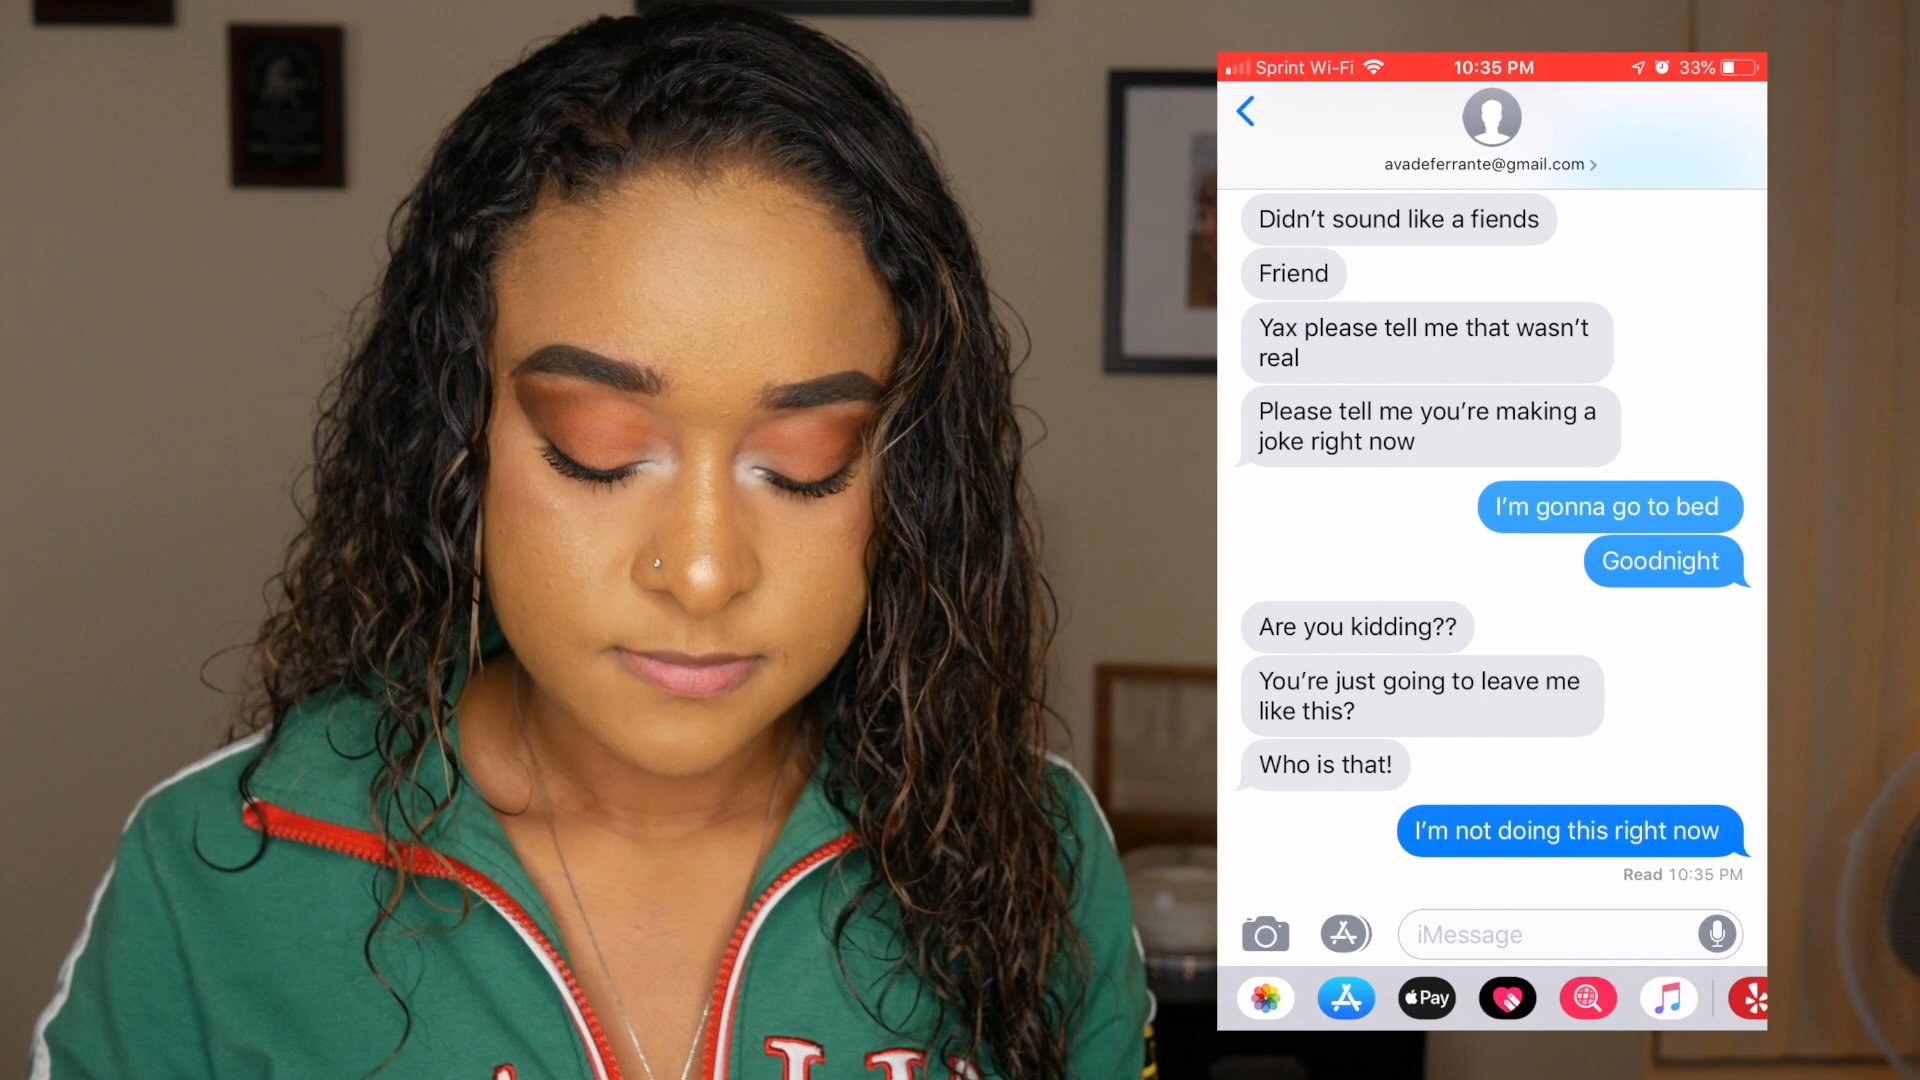 Sprint Wi-Fi 10:35 PM 33%
avadeferrante@gmail.com
Didn't sound like a fiends
Friend
Yax please tell me that wasn't
real
Please tell me you're making a
joke right now
I'm gonna go to bed
Goodnight
Are you kidding??
You're just going to leave me
like this?
Who is that!
I'm not doing this right now
Read 10:35 PM
iMessage
Pay